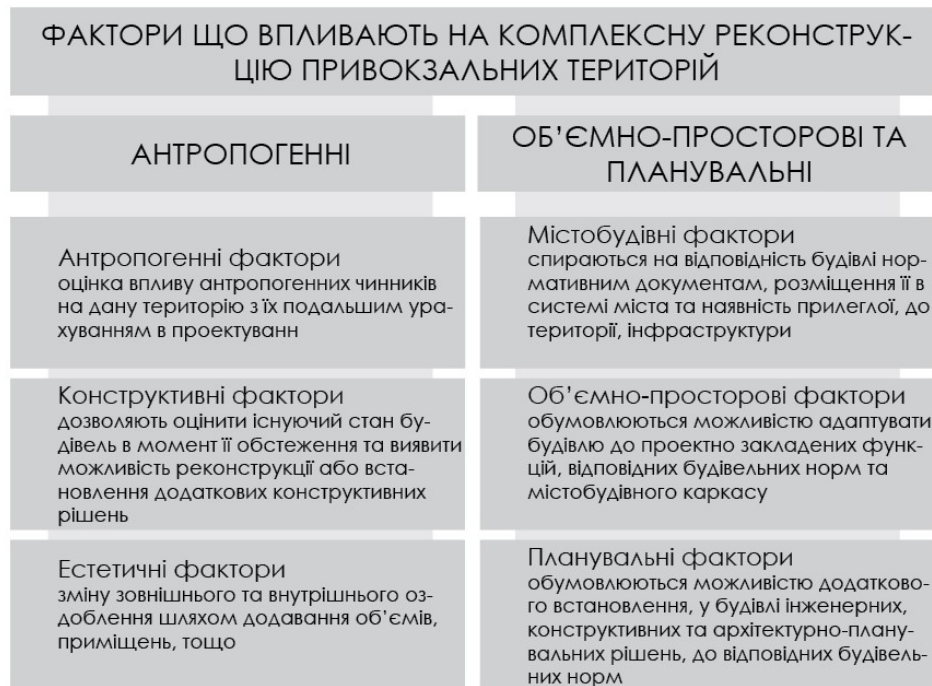 ФАКТОРИ ЩО ВПЛИВАЮТЬ НА КОМПЛЕКСНУ РЕКОНСТРУК-
ЦІЮ ПРИВОКЗАЛЬНИХ ТЕРИТОРІЙ
АНТРОПОГЕННІ
Антропогенні фактори
оцінка впливу антропогенних чинників
на дану територію з їх подальшим ура-
хуванням в проектуванн
Конструктивні фактори
дозволяють оцінити існуючий стан бу-
дівель в момент її обстеження та виявити
можливість реконструкції або вста-
новлення додаткових конструктивних
рішень
Естетичні фактори
зміну зовнішнього та внутрішнього оз-
доблення шляхом додавання об’ємів,
приміщень, тощо
ОБ’ЄМНО-ПРОСТОРОВІ ТА
ПЛАНУВАЛЬНІ
Містобудівні фактори
спираються на відповідність будівлі нор-
мативним документам, розміщення її в
системі міста та наявність прилеглої, до
території, інфраструктури
Об’ємно-просторові фактори
обумовлюються можливістю адаптувати
будівлю до проектно закладених функ-
цій, відповідних будівельних норм та
містобудівного каркасу
Планувальні фактори
обумовлюються можливістю додатково-
го встановлення, у будівлі інженерних,
конструктивних та архітектурно-плану-
вальних рішень, до відповідних будівель-
них норм